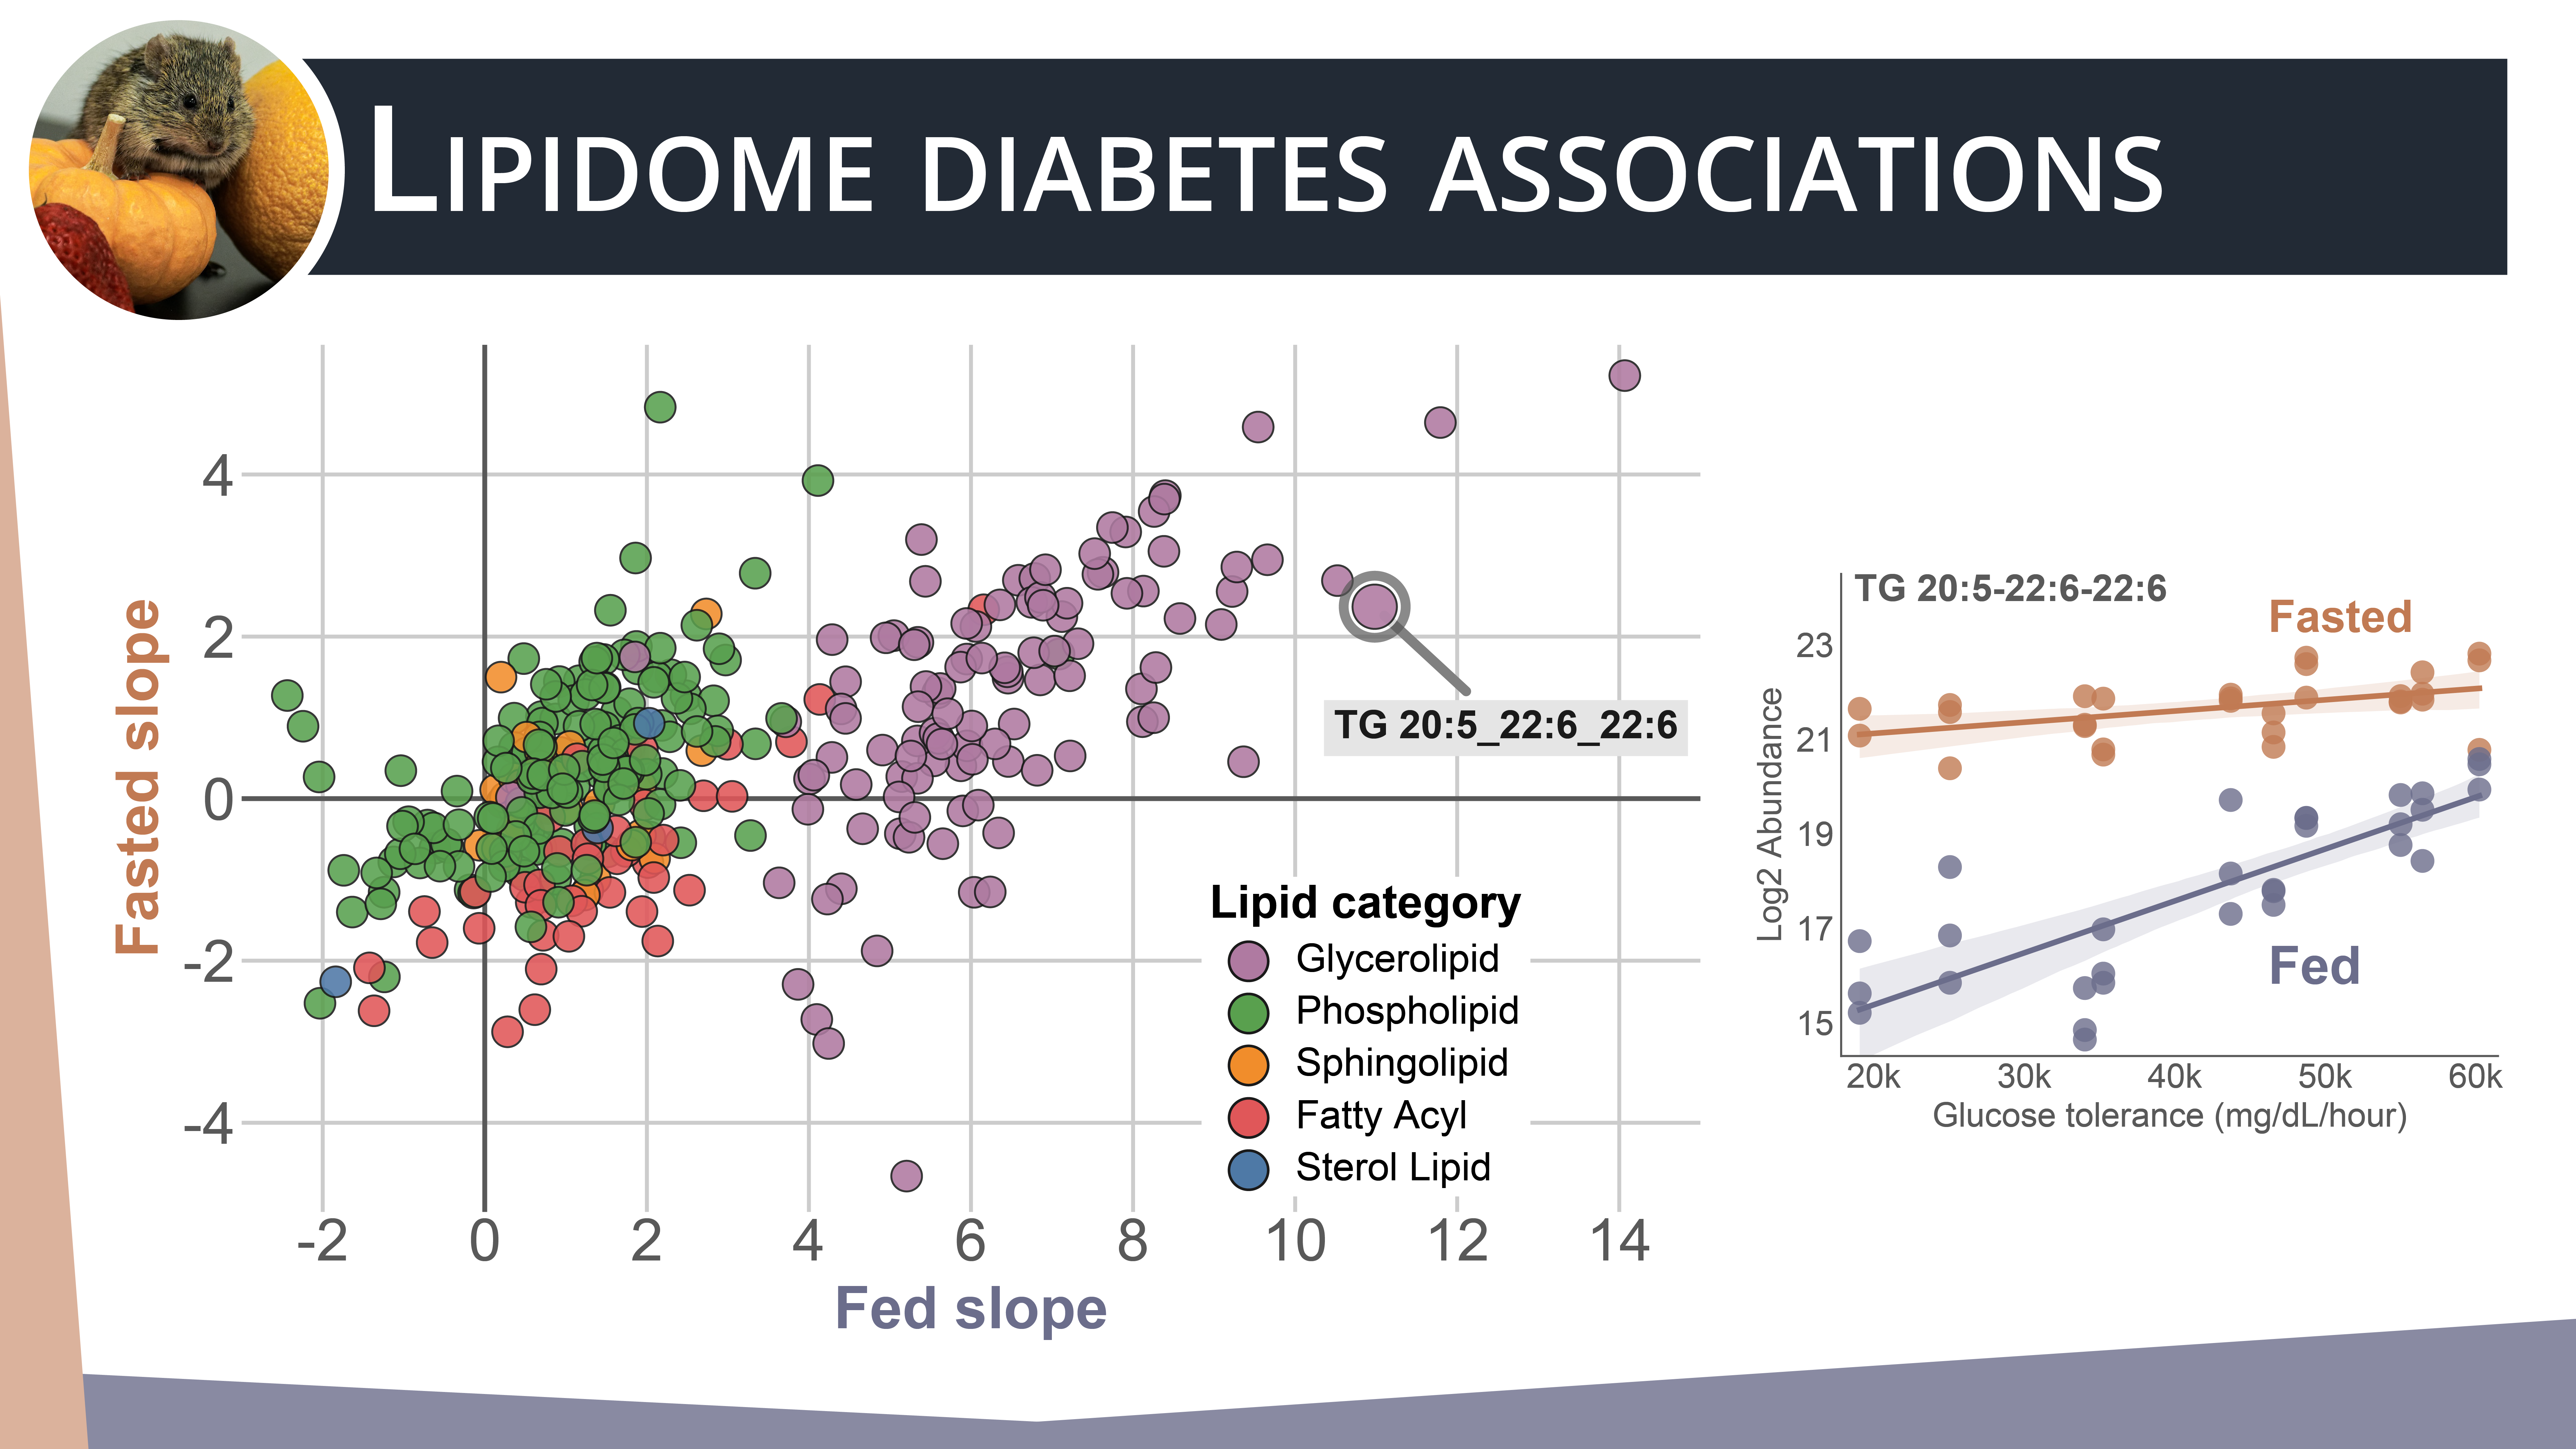 LIPIDOME DIABETES ASSOCIATIONS
Fasted slope
4
2
0
-2
-4
-2 0 2 4 6 8 10 12 14
Fed slope
TG 20:5_22:6_22:6
Lipid category
Glycerolipid
Phospholipid
Sphingolipid
Fatty Acyl
Sterol Lipid
TG 20:5-22:6-22:6
Fasted
Fed
Log2 Abundance
23
21
19
17
15
20k 30k 40k 50k 60k
Glucose tolerance (mg/dL/hour)